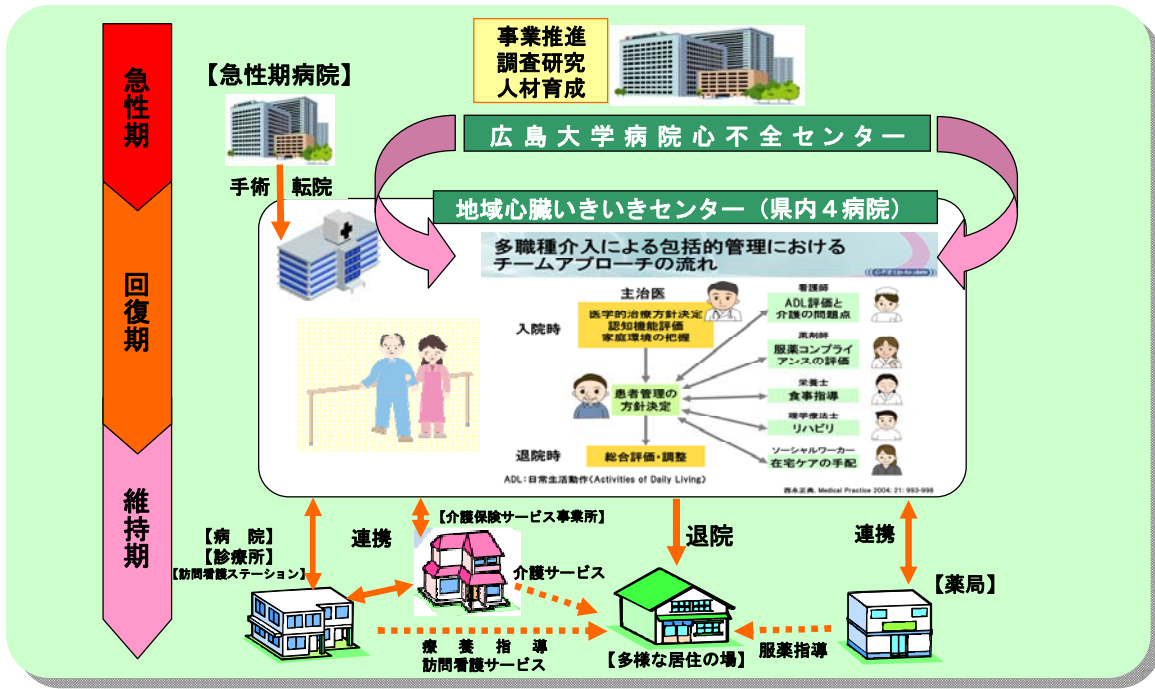 急性期
回復期
維持期
【急性期病院】
事業推進
調査研究
人材育成
広島大学病院心不全センター
手術
転院
地域心臓いきいきセンター（県内４病院）
多職種介入による包括的管理における
チームアプローチの流れ
主治医
入院時
医学的治療方針決定
認知機能評価
家庭環境の把握
患者管理の
方針決定
退院時
総合評価・調整
看護師
ADL評価と
介護の問題点
薬剤師
服薬コンプライ
アンスの評価
栄養士
食事指導
理学療法士
リハビリ
ソーシャルワーカー
在宅ケアの手配
ADL：日常生活動作（Activities of Daily Living）
西永正典. Medical Practice 2004; 21: 993-998
【病　院】
【診療所】
【訪問看護ステーション】
連携
【介護保険サービス事業所】
介護サービス
退院
連携
【薬局】
療養指導
訪問看護サービス
【多様な居住の場】
服薬指導